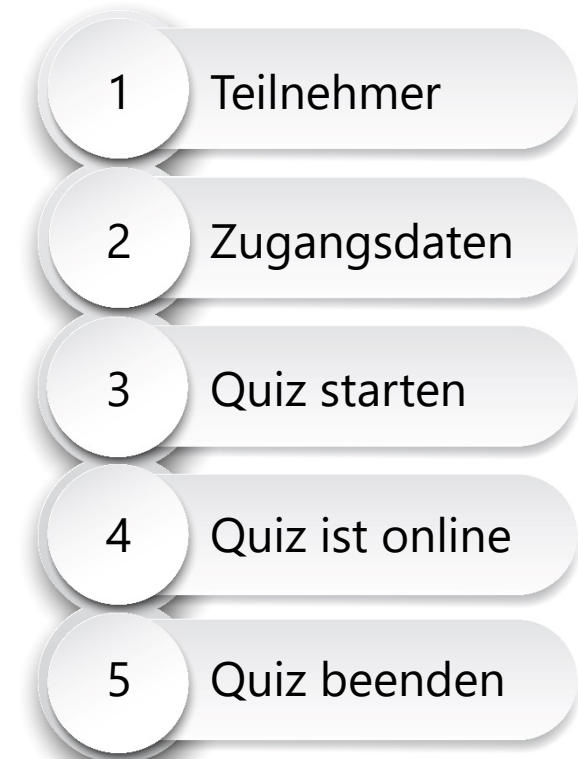 1 Teilnehmer
2 Zugangsdaten
3 Quiz starten
4 Quiz ist online
5 Quiz beenden